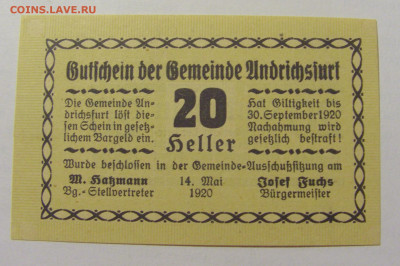 COINS.LAVE.RU
Gutschein der Gemeinde Andrichsfurt
Die Gemeinde An-
drichsfurt löst die-
sen Schein in gesetz-
lichem Bargeld ein.
20
Heller
Hat Giltigkeit bis
30. September 1920
Nachahmung wird
gesetzlich bestraft!
Wurde beschlossen in der Gemeinde-Ausschußsitzung am
M. Hatzmann
Bg.-Stellvertreter
14. Mai
1920
Josef Fuchs
Bürgermeister